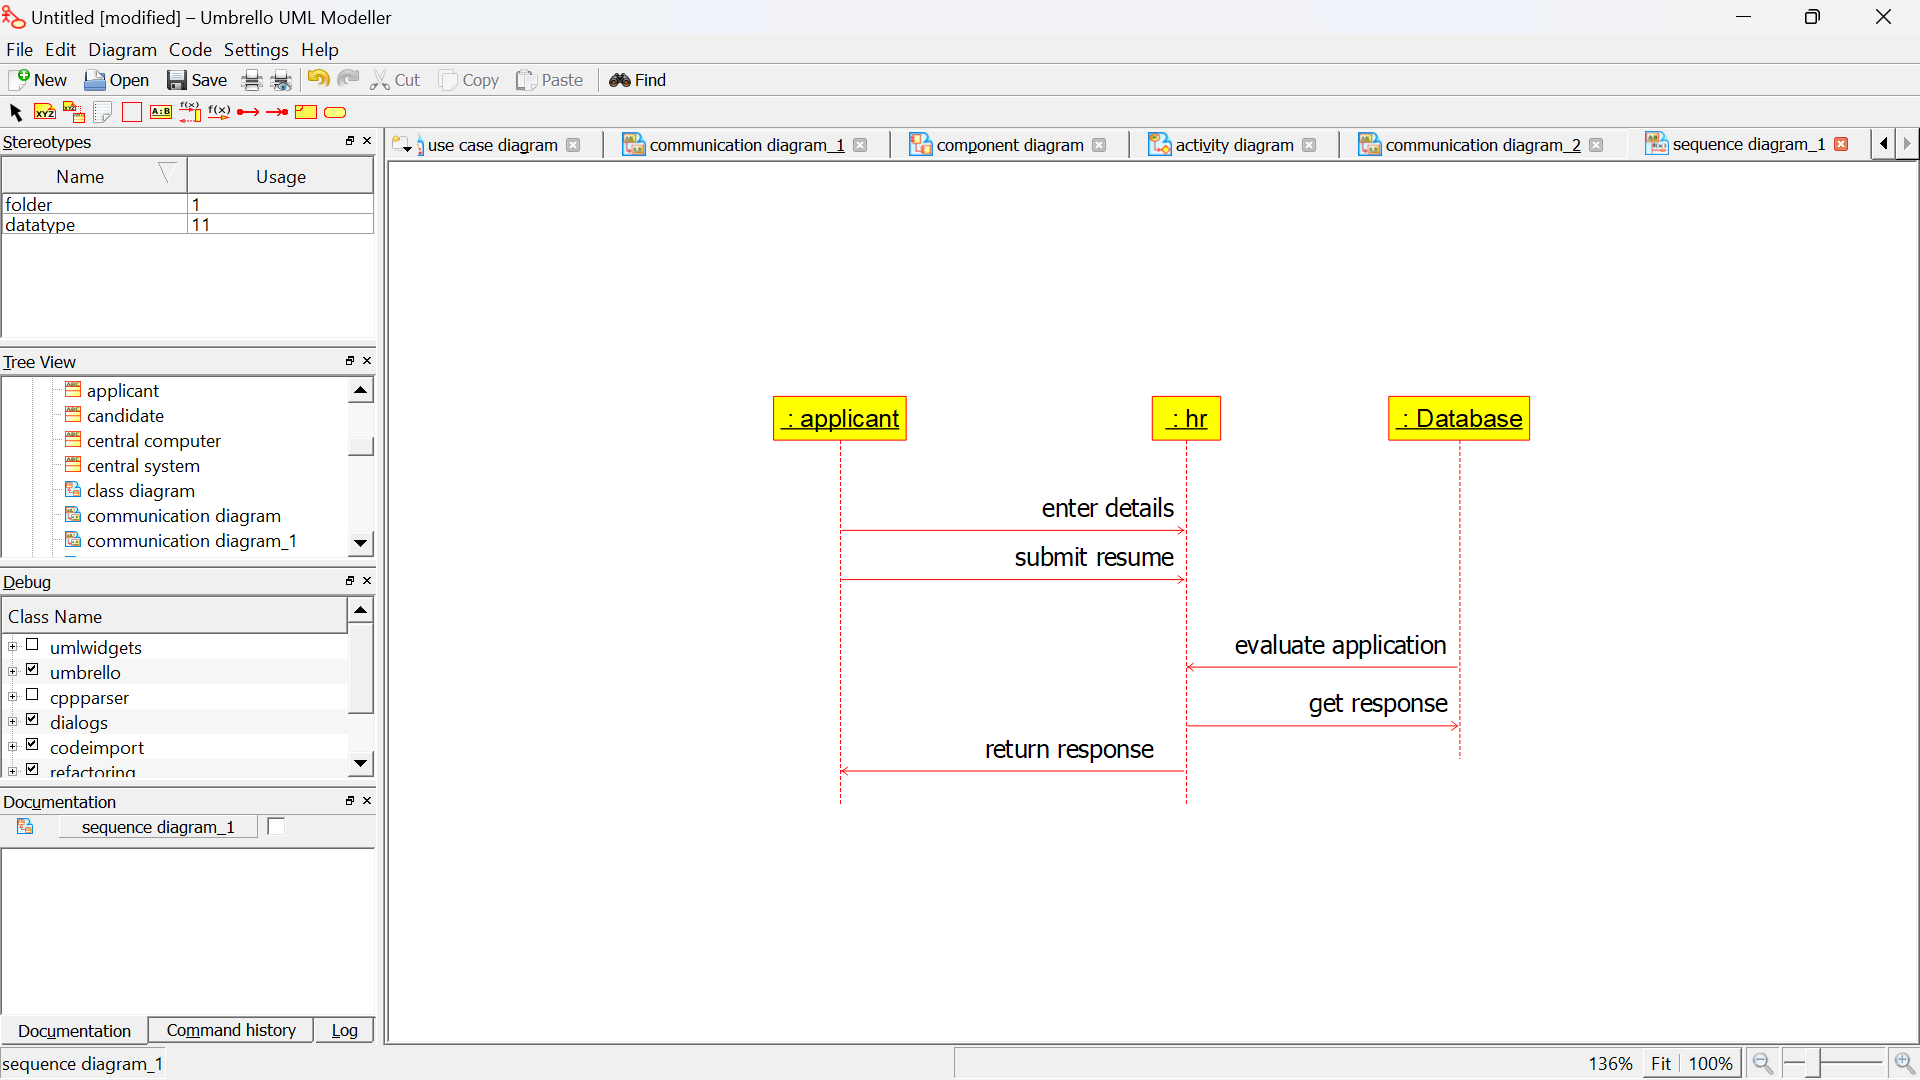 Untitled [modified] – Umbrello UML Modeller
File Edit Diagram Code Settings Help
New Open Save Cut Copy Paste Find
XYZ XYZ A:B f(x) f(x)
Stereotypes
Name Usage
folder 1
datatype 11
Tree View
applicant
candidate
central computer
central system
class diagram
communication diagram
communication diagram_1
Debug
Class Name
umlwidgets
umbrello
cppparser
dialogs
codeimport
refactoring
Documentation
sequence diagram_1
Documentation Command history Log
sequence diagram_1
use case diagram communication diagram_1 component diagram activity diagram communication diagram_2 sequence diagram_1
: applicant : hr : Database
enter details
submit resume
evaluate application
get response
return response
136% Fit 100%